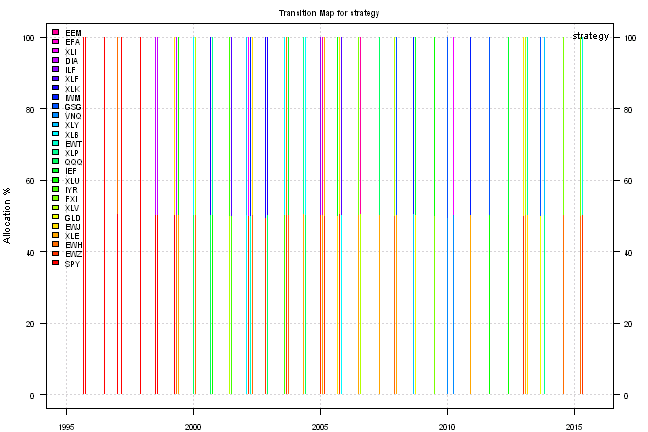 Transition Map for strategy
strategy
100
80
60
40
20
0
100
80
60
40
20
0
Allocation %
EEM
EFA
XLI
DIA
ILF
XLF
XLK
IWM
GSG
VNQ
XLY
XLB
EWT
XLP
QQQ
IEF
XLU
IYR
FXI
XLV
GLD
EWJ
XLE
EWH
EWZ
SPY
1995
2000
2005
2010
2015